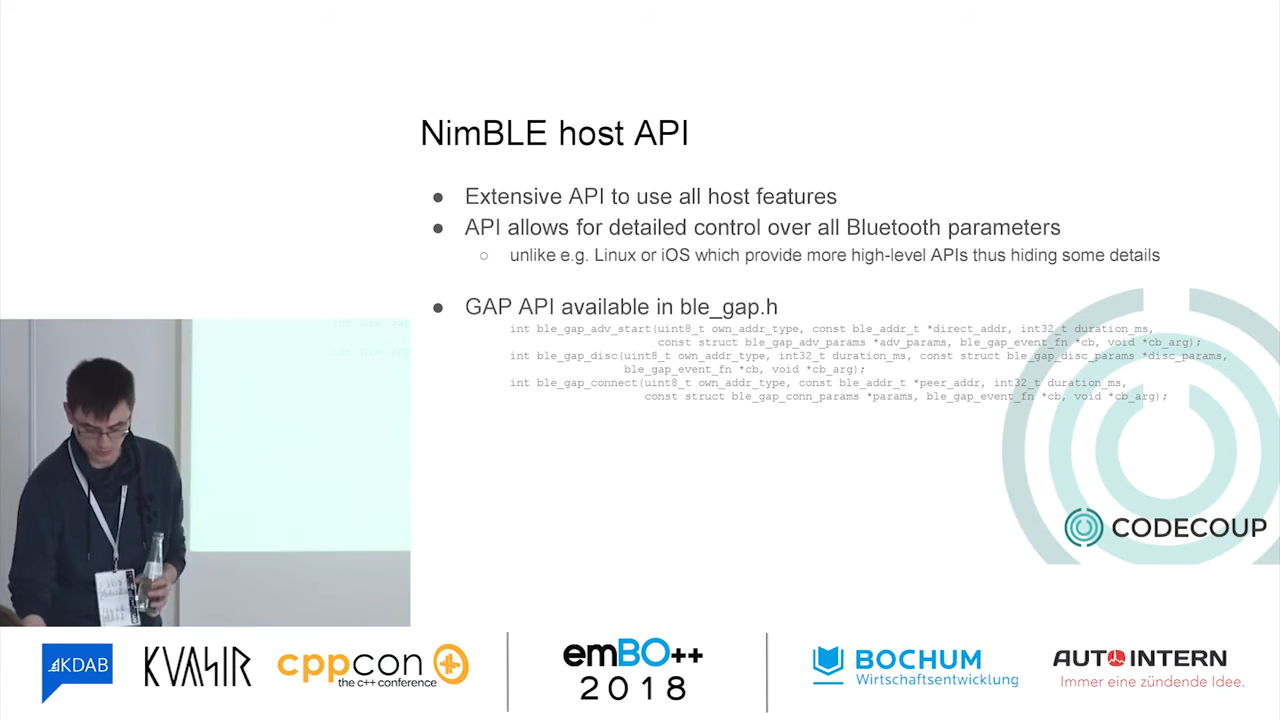 NimBLE host API
● Extensive API to use all host features
● API allows for detailed control over all Bluetooth parameters
○ unlike e.g. Linux or iOS which provide more high-level APIs thus hiding some details
● GAP API available in ble_gap.h
int ble_gap_adv_start(uint8_t own_addr_type, const ble_addr_t *direct_addr, int32_t duration_ms,
const struct ble_gap_adv_params *adv_params, ble_gap_event_fn *cb, void *cb_arg);
int ble_gap_disc(uint8_t own_addr_type, int32_t duration_ms, const struct ble_gap_disc_params *disc_params,
ble_gap_event_fn *cb, void *cb_arg);
int ble_gap_connect(uint8_t own_addr_type, const ble_addr_t *peer_addr, int32_t duration_ms,
const struct ble_gap_conn_params *params, ble_gap_event_fn *cb, void *cb_arg);
CODECOUP
KDAB
KVASIR
cppcon
the c++ conference
emBO++
2018
BOCHUM
Wirtschaftsentwicklung
AUTOINTERN
Immer eine zündende Idee.